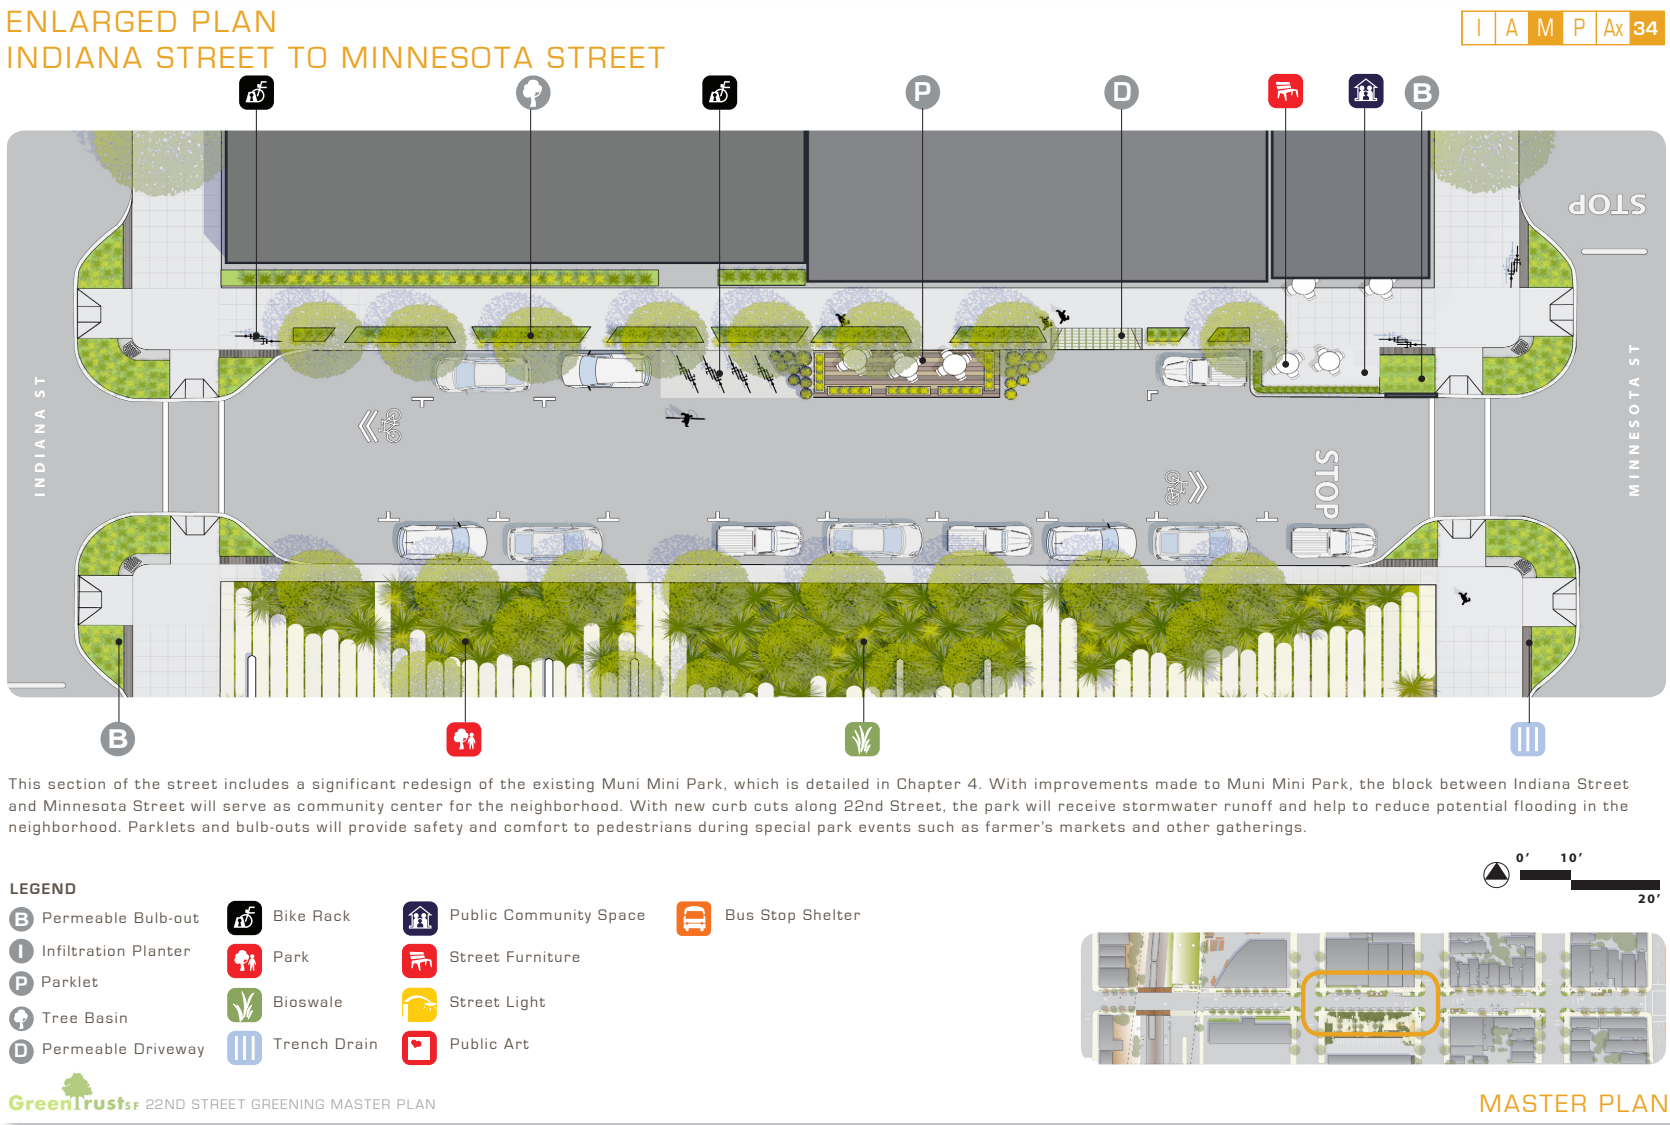 ENLARGED PLAN
INDIANA STREET TO MINNESOTA STREET
I A M P Ax 34
P D B
STOP
INDIANA ST
MINNESOTA ST
STOP
B
This section of the street includes a significant redesign of the existing Muni Mini Park, which is detailed in Chapter 4. With improvements made to Muni Mini Park, the block between Indiana Street
and Minnesota Street will serve as community center for the neighborhood. With new curb cuts along 22nd Street, the park will receive stormwater runoff and help to reduce potential flooding in the
neighborhood. Parklets and bulb-outs will provide safety and comfort to pedestrians during special park events such as farmer's markets and other gatherings.
0' 10'
20'
LEGEND
B Permeable Bulb-out
I Infiltration Planter
P Parklet
Tree Basin
D Permeable Driveway
Bike Rack
Park
Bioswale
Trench Drain
Public Community Space
Street Furniture
Street Light
Public Art
Bus Stop Shelter
GreenTrustSF 22ND STREET GREENING MASTER PLAN
MASTER PLAN